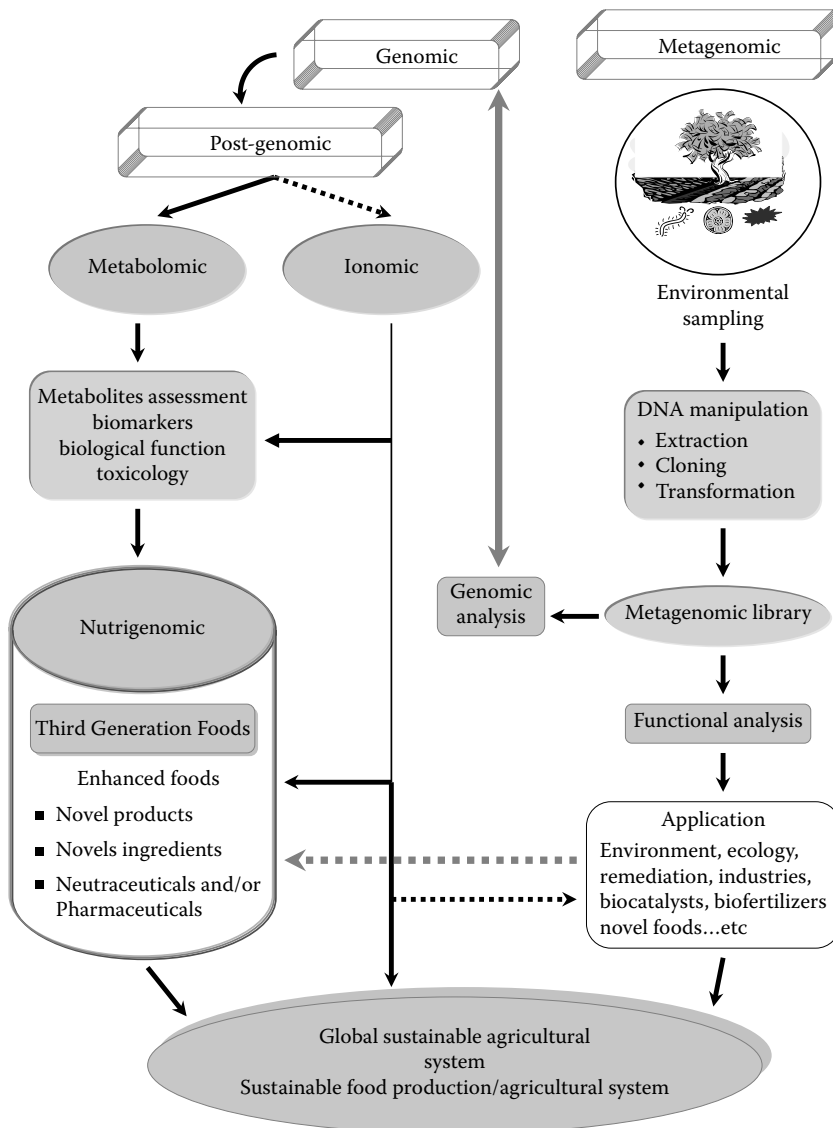 Genomic
Metagenomic
Post-genomic
Metabolomic
Ionomic
Environmental
sampling
Metabolites assessment
biomarkers
biological function
toxicology
DNA manipulation
• Extraction
• Cloning
• Transformation
Genomic
analysis
Metagenomic library
Nutrigenomic
Functional analysis
Third Generation Foods
Enhanced foods
■ Novel products
■ Novels ingredients
■ Neutraceuticals and/or
Pharmaceuticals
Application
Environment, ecology,
remediation, industries,
biocatalysts, biofertilizers
novel foods...etc
Global sustainable agricultural
system
Sustainable food production/agricultural system